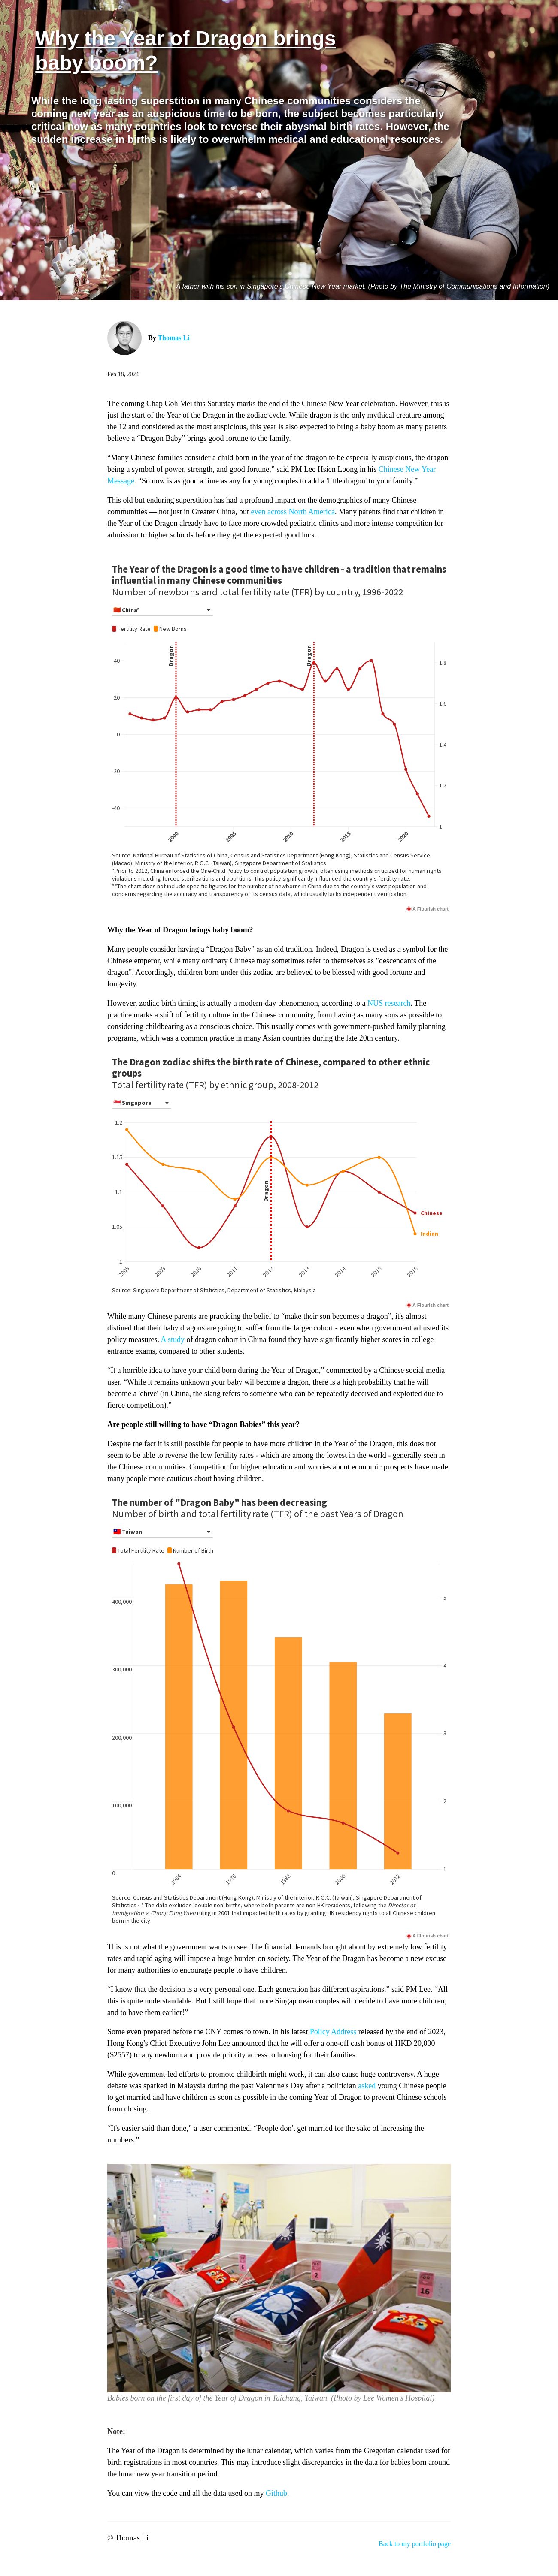 Why the Year of Dragon brings
baby boom?
While the long lasting superstition in many Chinese communities considers the
coming new year as an auspicious time to be born, the subject becomes particularly
critical now as many countries look to reverse their abysmal birth rates. However, the
sudden increase in births is likely to overwhelm medical and educational resources.
A father with his son in Singapore's Chinese New Year market. (Photo by The Ministry of Communications and Information)
By Thomas Li
Feb 18, 2024
The coming Chap Goh Mei this Saturday marks the end of the Chinese New Year celebration. However, this is
just the start of the Year of the Dragon in the zodiac cycle. While dragon is the only mythical creature among
the 12 and considered as the most auspicious, this year is also expected to bring a baby boom as many parents
believe a “Dragon Baby” brings good fortune to the family.
“Many Chinese families consider a child born in the year of the dragon to be especially auspicious, the dragon
being a symbol of power, strength, and good fortune,” said PM Lee Hsien Loong in his Chinese New Year
Message. “So now is as good a time as any for young couples to add a 'little dragon' to your family.”
This old but enduring superstition has had a profound impact on the demographics of many Chinese
communities — not just in Greater China, but even across North America. Many parents find that children in
the Year of the Dragon already have to face more crowded pediatric clinics and more intense competition for
admission to higher schools before they get the expected good luck.
The Year of the Dragon is a good time to have children - a tradition that remains
influential in many Chinese communities
Number of newborns and total fertility rate (TFR) by country, 1996-2022
🇨🇳 China*
Fertility Rate New Borns
Dragon Dragon
40 1.8
20 1.6
0 1.4
-20 1.2
-40 1
2000 2005 2010 2015 2020
Source: National Bureau of Statistics of China, Census and Statistics Department (Hong Kong), Statistics and Census Service
(Macao), Ministry of the Interior, R.O.C. (Taiwan), Singapore Department of Statistics
*Prior to 2012, China enforced the One-Child Policy to control population growth, often using methods criticized for human rights
violations including forced sterilizations and abortions. This policy significantly influenced the country's fertility rate.
**The chart does not include specific figures for the number of newborns in China due to the country's vast population and
concerns regarding the accuracy and transparency of its census data, which usually lacks independent verification.
A Flourish chart
Why the Year of Dragon brings baby boom?
Many people consider having a “Dragon Baby” as an old tradition. Indeed, Dragon is used as a symbol for the
Chinese emperor, while many ordinary Chinese may sometimes refer to themselves as "descendants of the
dragon". Accordingly, children born under this zodiac are believed to be blessed with good fortune and
longevity.
However, zodiac birth timing is actually a modern-day phenomenon, according to a NUS research. The
practice marks a shift of fertility culture in the Chinese community, from having as many sons as possible to
considering childbearing as a conscious choice. This usually comes with government-pushed family planning
programs, which was a common practice in many Asian countries during the late 20th century.
The Dragon zodiac shifts the birth rate of Chinese, compared to other ethnic
groups
Total fertility rate (TFR) by ethnic group, 2008-2012
🇸🇬 Singapore
1.2
1.15
1.1
1.05
1
Dragon
Chinese
Indian
2008 2009 2010 2011 2012 2013 2014 2015 2016
Source: Singapore Department of Statistics, Department of Statistics, Malaysia
A Flourish chart
While many Chinese parents are practicing the belief to “make their son becomes a dragon”, it's almost
distined that their baby dragons are going to suffer from the larger cohort - even when government adjusted its
policy measures. A study of dragon cohort in China found they have significantly higher scores in college
entrance exams, compared to other students.
“It a horrible idea to have your child born during the Year of Dragon,” commented by a Chinese social media
user. “While it remains unknown your baby wil become a dragon, there is a high probability that he will
become a 'chive' (in China, the slang refers to someone who can be repeatedly deceived and exploited due to
fierce competition).”
Are people still willing to have “Dragon Babies” this year?
Despite the fact it is still possible for people to have more children in the Year of the Dragon, this does not
seem to be able to reverse the low fertility rates - which are among the lowest in the world - generally seen in
the Chinese communities. Competition for higher education and worries about economic prospects have made
many people more cautious about having children.
The number of "Dragon Baby" has been decreasing
Number of birth and total fertility rate (TFR) of the past Years of Dragon
🇹🇼 Taiwan
Total Fertility Rate Number of Birth
400,000 5
300,000 4
200,000 3
100,000 2
0 1
1964 1976 1988 2000 2012
Source: Census and Statistics Department (Hong Kong), Ministry of the Interior, R.O.C. (Taiwan), Singapore Department of
Statistics • * The data excludes 'double non' births, where both parents are non-HK residents, following the Director of
Immigration v. Chong Fung Yuen ruling in 2001 that impacted birth rates by granting HK residency rights to all Chinese children
born in the city.
A Flourish chart
This is not what the government wants to see. The financial demands brought about by extremely low fertility
rates and rapid aging will impose a huge burden on society. The Year of the Dragon has become a new excuse
for many authorities to encourage people to have children.
“I know that the decision is a very personal one. Each generation has different aspirations,” said PM Lee. “All
this is quite understandable. But I still hope that more Singaporean couples will decide to have more children,
and to have them earlier!”
Some even prepared before the CNY comes to town. In his latest Policy Address released by the end of 2023,
Hong Kong's Chief Executive John Lee announced that he will offer a one-off cash bonus of HKD 20,000
($2557) to any newborn and provide priority access to housing for their families.
While government-led efforts to promote childbirth might work, it can also cause huge controversy. A huge
debate was sparked in Malaysia during the past Valentine's Day after a politician asked young Chinese people
to get married and have children as soon as possible in the coming Year of Dragon to prevent Chinese schools
from closing.
“It's easier said than done,” a user commented. “People don't get married for the sake of increasing the
numbers.”
16
Babies born on the first day of the Year of Dragon in Taichung, Taiwan. (Photo by Lee Women's Hospital)
Note:
The Year of the Dragon is determined by the lunar calendar, which varies from the Gregorian calendar used for
birth registrations in most countries. This may introduce slight discrepancies in the data for babies born around
the lunar new year transition period.
You can view the code and all the data used on my Github.
© Thomas Li
Back to my portfolio page